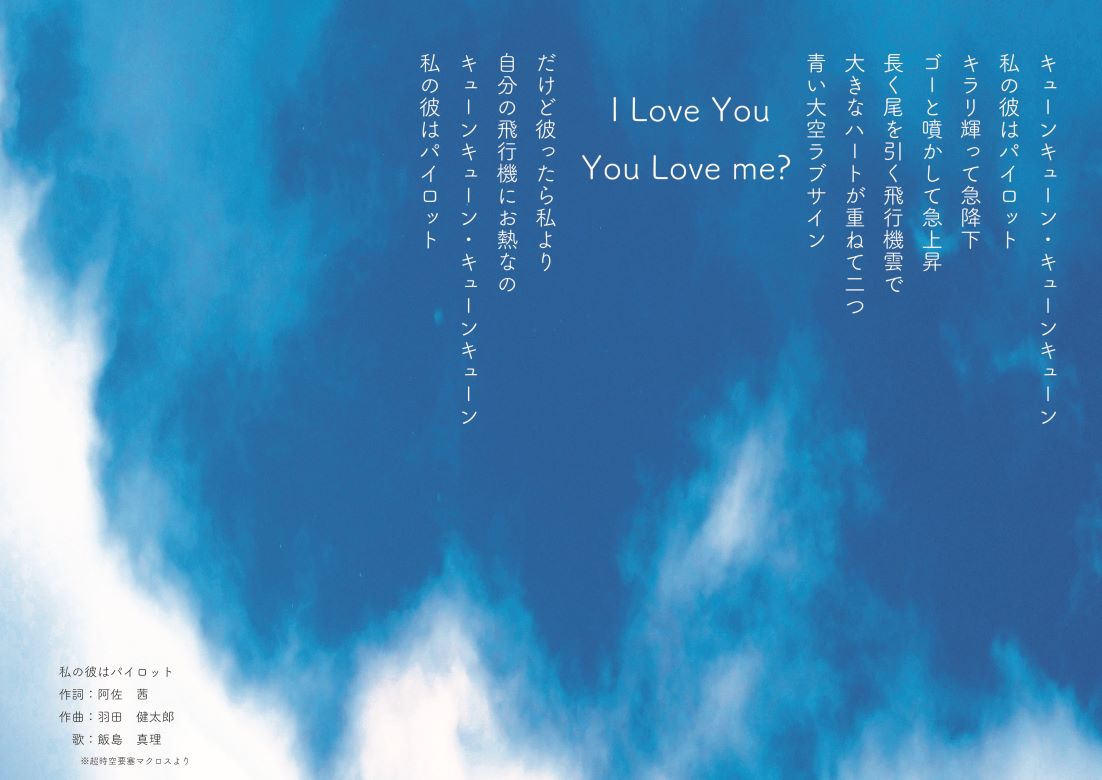 キューンキューン・キューンキューン
私の彼はパイロット
キラリ輝って急降下
ゴーと噴かして急上昇
長く尾を引く飛行機雲で
大きなハートが重ねて二つ
青い大空ラブサイン
I Love You
You Love me?
だけど彼ったら私より
自分の飛行機にお熱なの
キューンキューン・キューンキューン
私の彼はパイロット
私の彼はパイロット
作詞：阿佐　茜
作曲：羽田　健太郎
歌：飯島　真理
※超時空要塞マクロスより